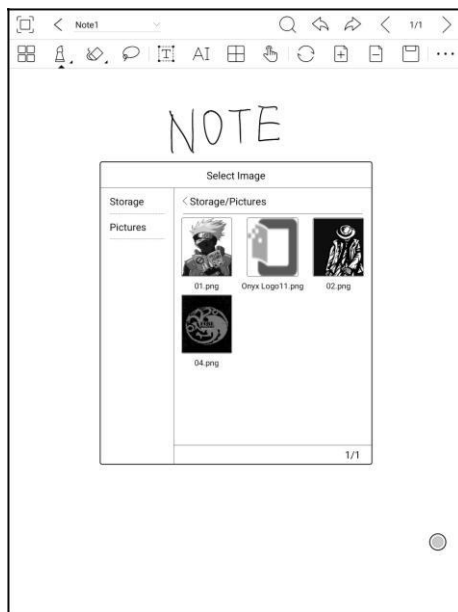 Note1 1/1
AI
NOTE
Select Image
Storage
Pictures
< Storage/Pictures
01.png Onyx Logo11.png 02.png
04.png
1/1